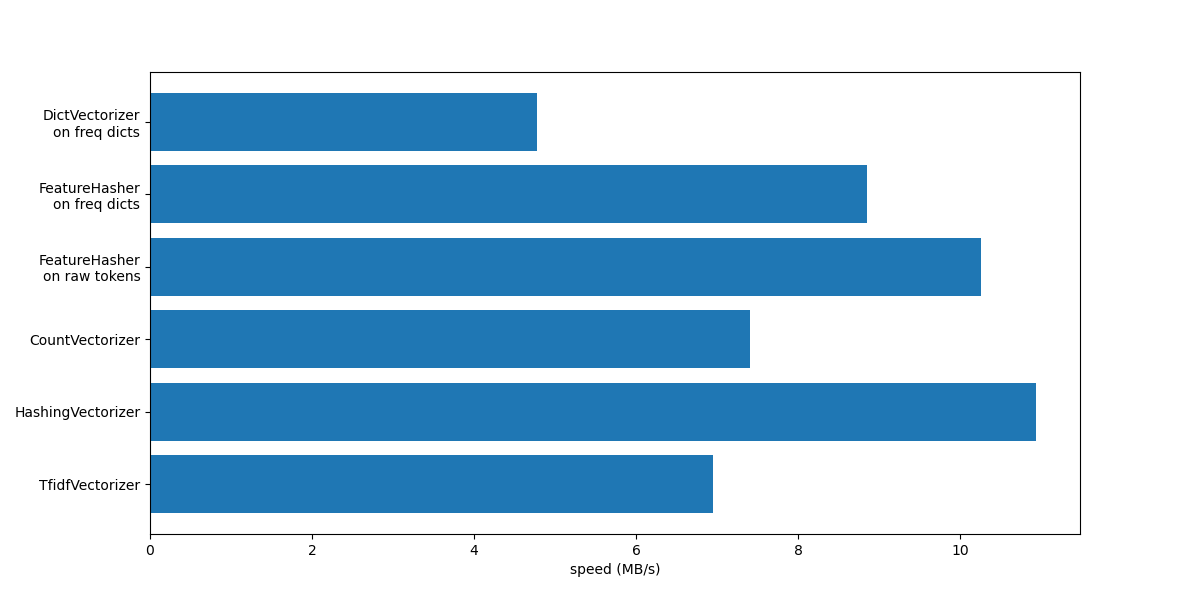 DictVectorizer
on freq dicts
FeatureHasher
on freq dicts
FeatureHasher
on raw tokens
CountVectorizer
HashingVectorizer
TfidfVectorizer
0 2 4 6 8 10
speed (MB/s)